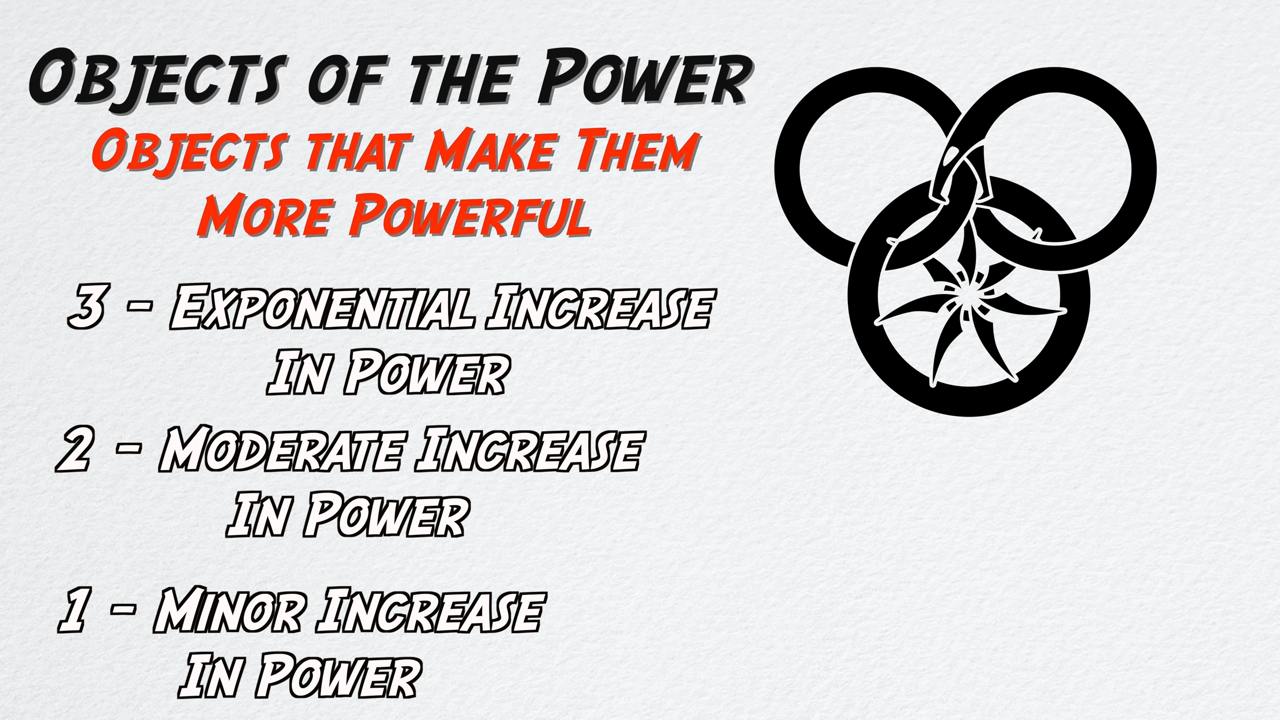 Objects of the Power
Objects that Make Them
More Powerful
3 - Exponential Increase
In Power
2 - Moderate Increase
In Power
1 - Minor Increase
In Power